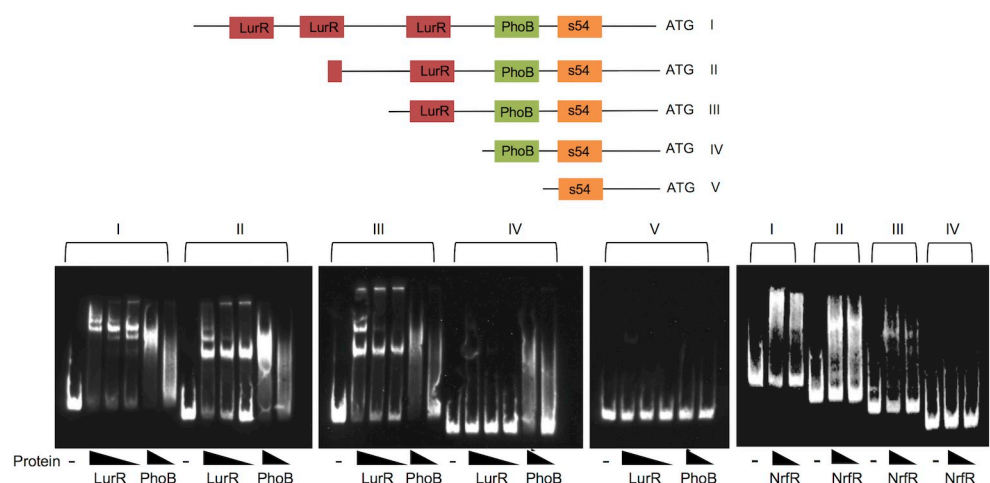 LurR LurR LurR PhoB s54 ATG I
LurR PhoB s54 ATG II
LurR PhoB s54 ATG III
PhoB s54 ATG IV
s54 ATG V
I II III IV V I II III IV
Protein - - - - - - - - -
LurR PhoB LurR PhoB LurR PhoB LurR PhoB LurR PhoB NrfR NrfR NrfR NrfR